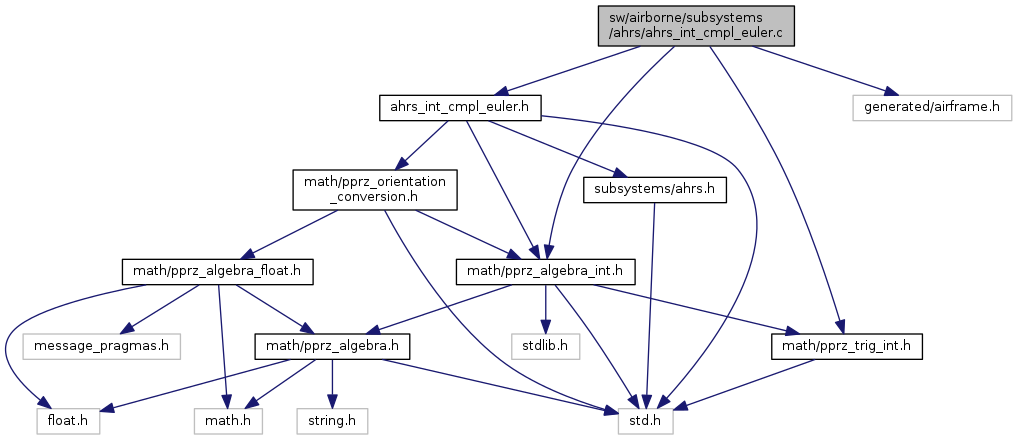 sw/airborne/subsystems
/ahrs/ahrs_int_cmpl_euler.c
ahrs_int_cmpl_euler.h
generated/airframe.h
math/pprz_orientation
_conversion.h
subsystems/ahrs.h
math/pprz_algebra_float.h
math/pprz_algebra_int.h
message_pragmas.h
math/pprz_algebra.h
stdlib.h
math/pprz_trig_int.h
float.h
math.h
string.h
std.h